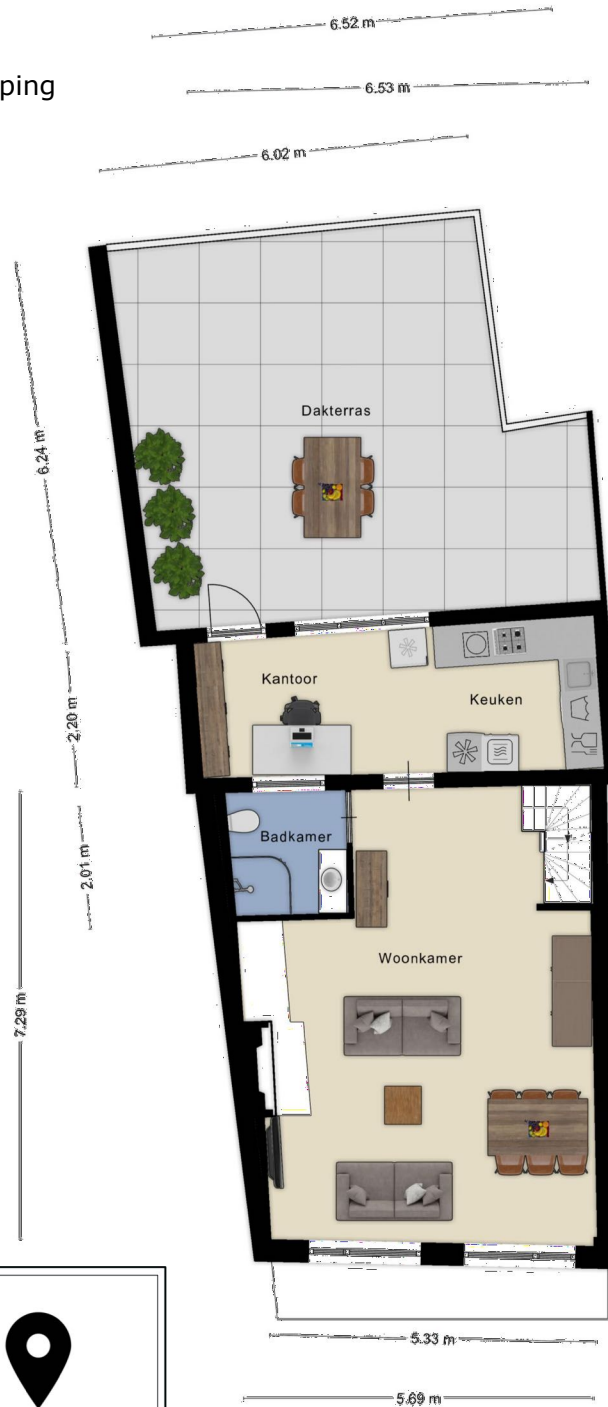 6.52 m
ping
6.53 m
6.02 m
Dakterras
6.24 m
Kantoor
Keuken
2.20 m
Badkamer
2.01 m
Woonkamer
7.29 m
5.33 m
5.69 m